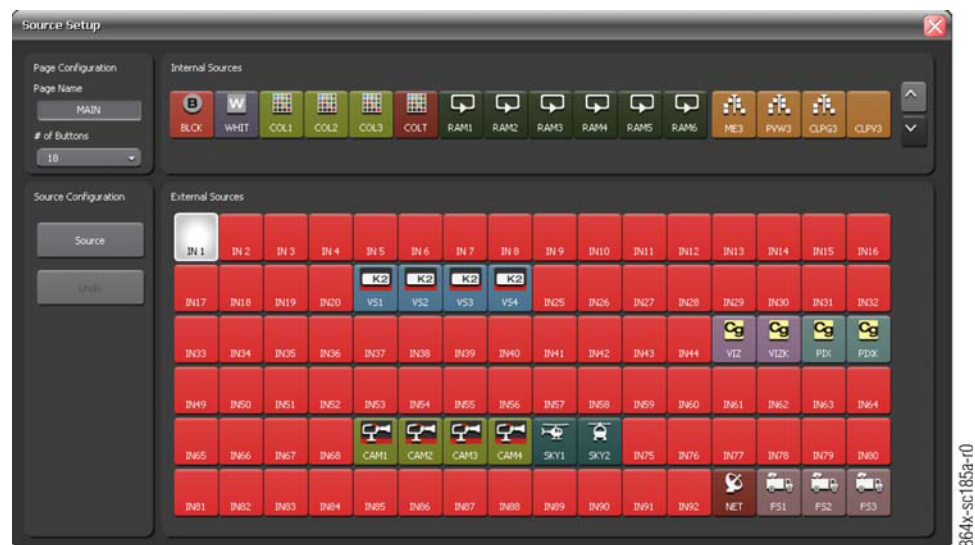 Source Setup
Page Configuration
Page Name
MAIN
# of Buttons
18
Internal Sources
B W
BLCK WHIT COL1 COL2 COL3 COLT RAM1 RAM2 RAM3 RAM4 RAM5 RAM6 ME3 PVW3 CLPG3 CLPV3
Source Configuration
Source
Undo
External Sources
IN 1 IN 2 IN 3 IN 4 IN 5 IN 6 IN 7 IN 8 IN 9 IN10 IN11 IN12 IN13 IN14 IN15 IN16
K2 K2 K2 K2
IN17 IN18 IN19 IN20 VS1 VS2 VS3 VS4 IN25 IN26 IN27 IN28 IN29 IN30 IN31 IN32
Cg Cg Cg Cg
IN33 IN34 IN35 IN36 IN37 IN38 IN39 IN40 IN41 IN42 IN43 IN44 VIZ VIZK PIX PIXK
IN49 IN50 IN51 IN52 IN53 IN54 IN55 IN56 IN57 IN58 IN59 IN60 IN61 IN62 IN63 IN64
IN65 IN66 IN67 IN68 CAM1 CAM2 CAM3 CAM4 SKY1 SKY2 IN75 IN76 IN77 IN78 IN79 IN80
IN81 IN82 IN83 IN84 IN85 IN86 IN87 IN88 IN89 IN90 IN91 IN92 NET FS1 FS2 FS3
864x-sc185a-r0